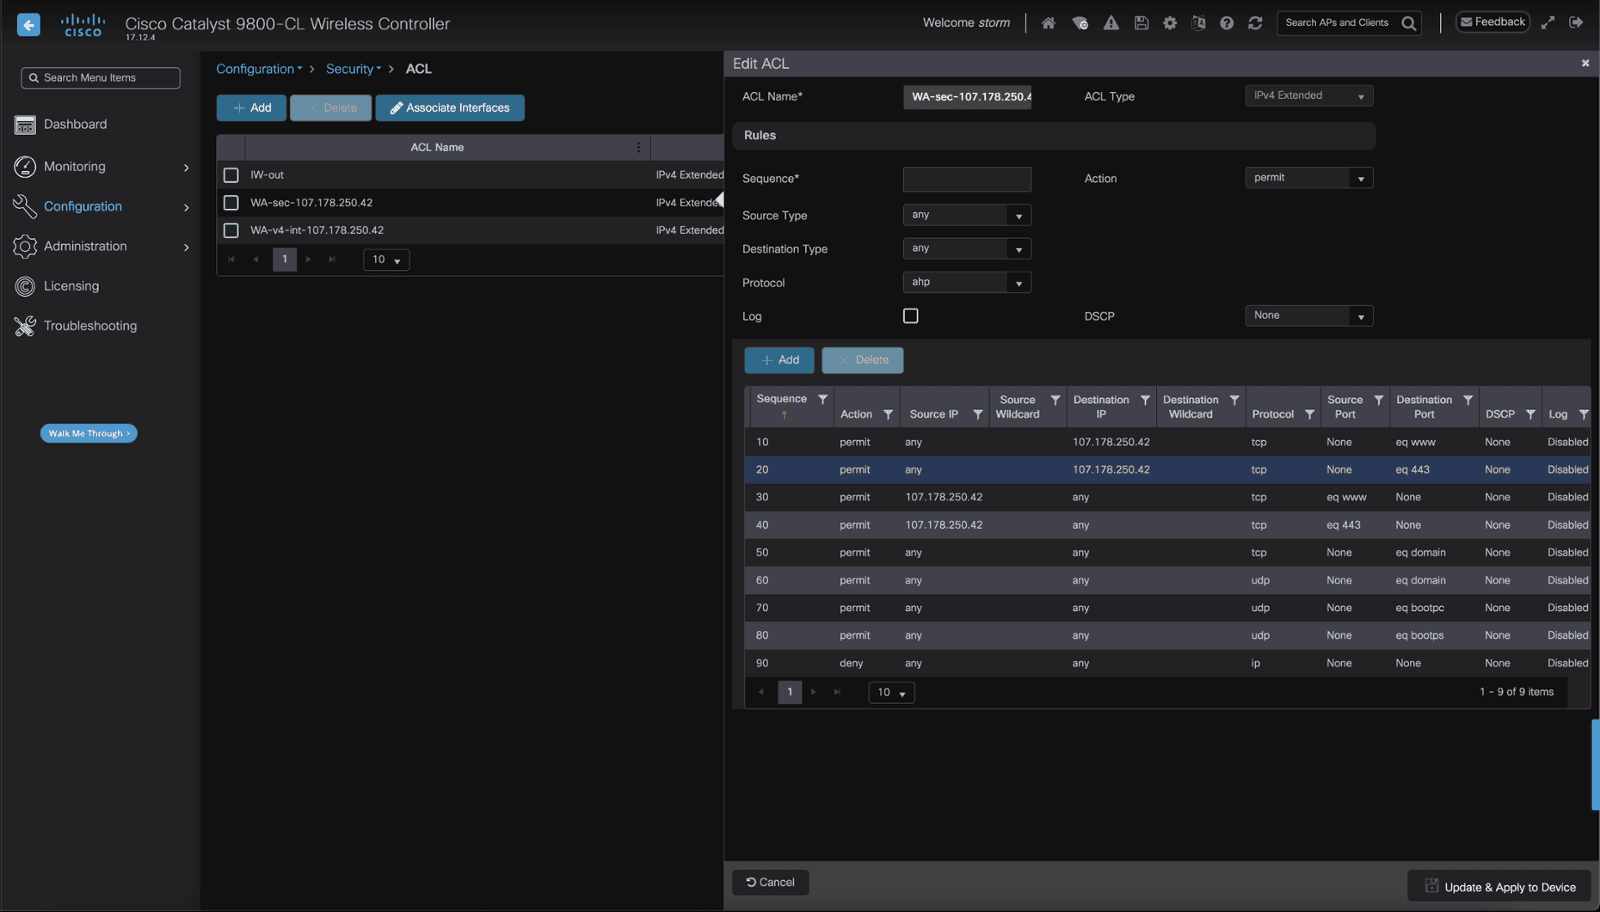 CISCO
Cisco Catalyst 9800-CL Wireless Controller
17.12.4
Welcome storm
Search APs and Clients
Feedback
Search Menu Items
Dashboard
Monitoring
Configuration
Administration
Licensing
Troubleshooting
Walk Me Through ›
Configuration > Security > ACL
+ Add × Delete Associate Interfaces
ACL Name
IW-out IPv4 Extended
WA-sec-107.178.250.42 IPv4 Extende
WA-v4-int-107.178.250.42 IPv4 Extended
1 10
Edit ACL ×
ACL Name* WA-sec-107.178.250.4 ACL Type IPv4 Extended
Rules
Sequence* Action permit
Source Type any
Destination Type any
Protocol ahp
Log DSCP None
+ Add × Delete
Sequence ↑ Action Source IP Source Wildcard Destination IP Destination Wildcard Protocol Source Port Destination Port DSCP Log
10 permit any 107.178.250.42 tcp None eq www None Disabled
20 permit any 107.178.250.42 tcp None eq 443 None Disabled
30 permit 107.178.250.42 any tcp eq www None None Disabled
40 permit 107.178.250.42 any tcp eq 443 None None Disabled
50 permit any any tcp None eq domain None Disabled
60 permit any any udp None eq domain None Disabled
70 permit any any udp None eq bootpc None Disabled
80 permit any any udp None eq bootps None Disabled
90 deny any any ip None None None Disabled
1 10 1 - 9 of 9 items
Cancel Update & Apply to Device